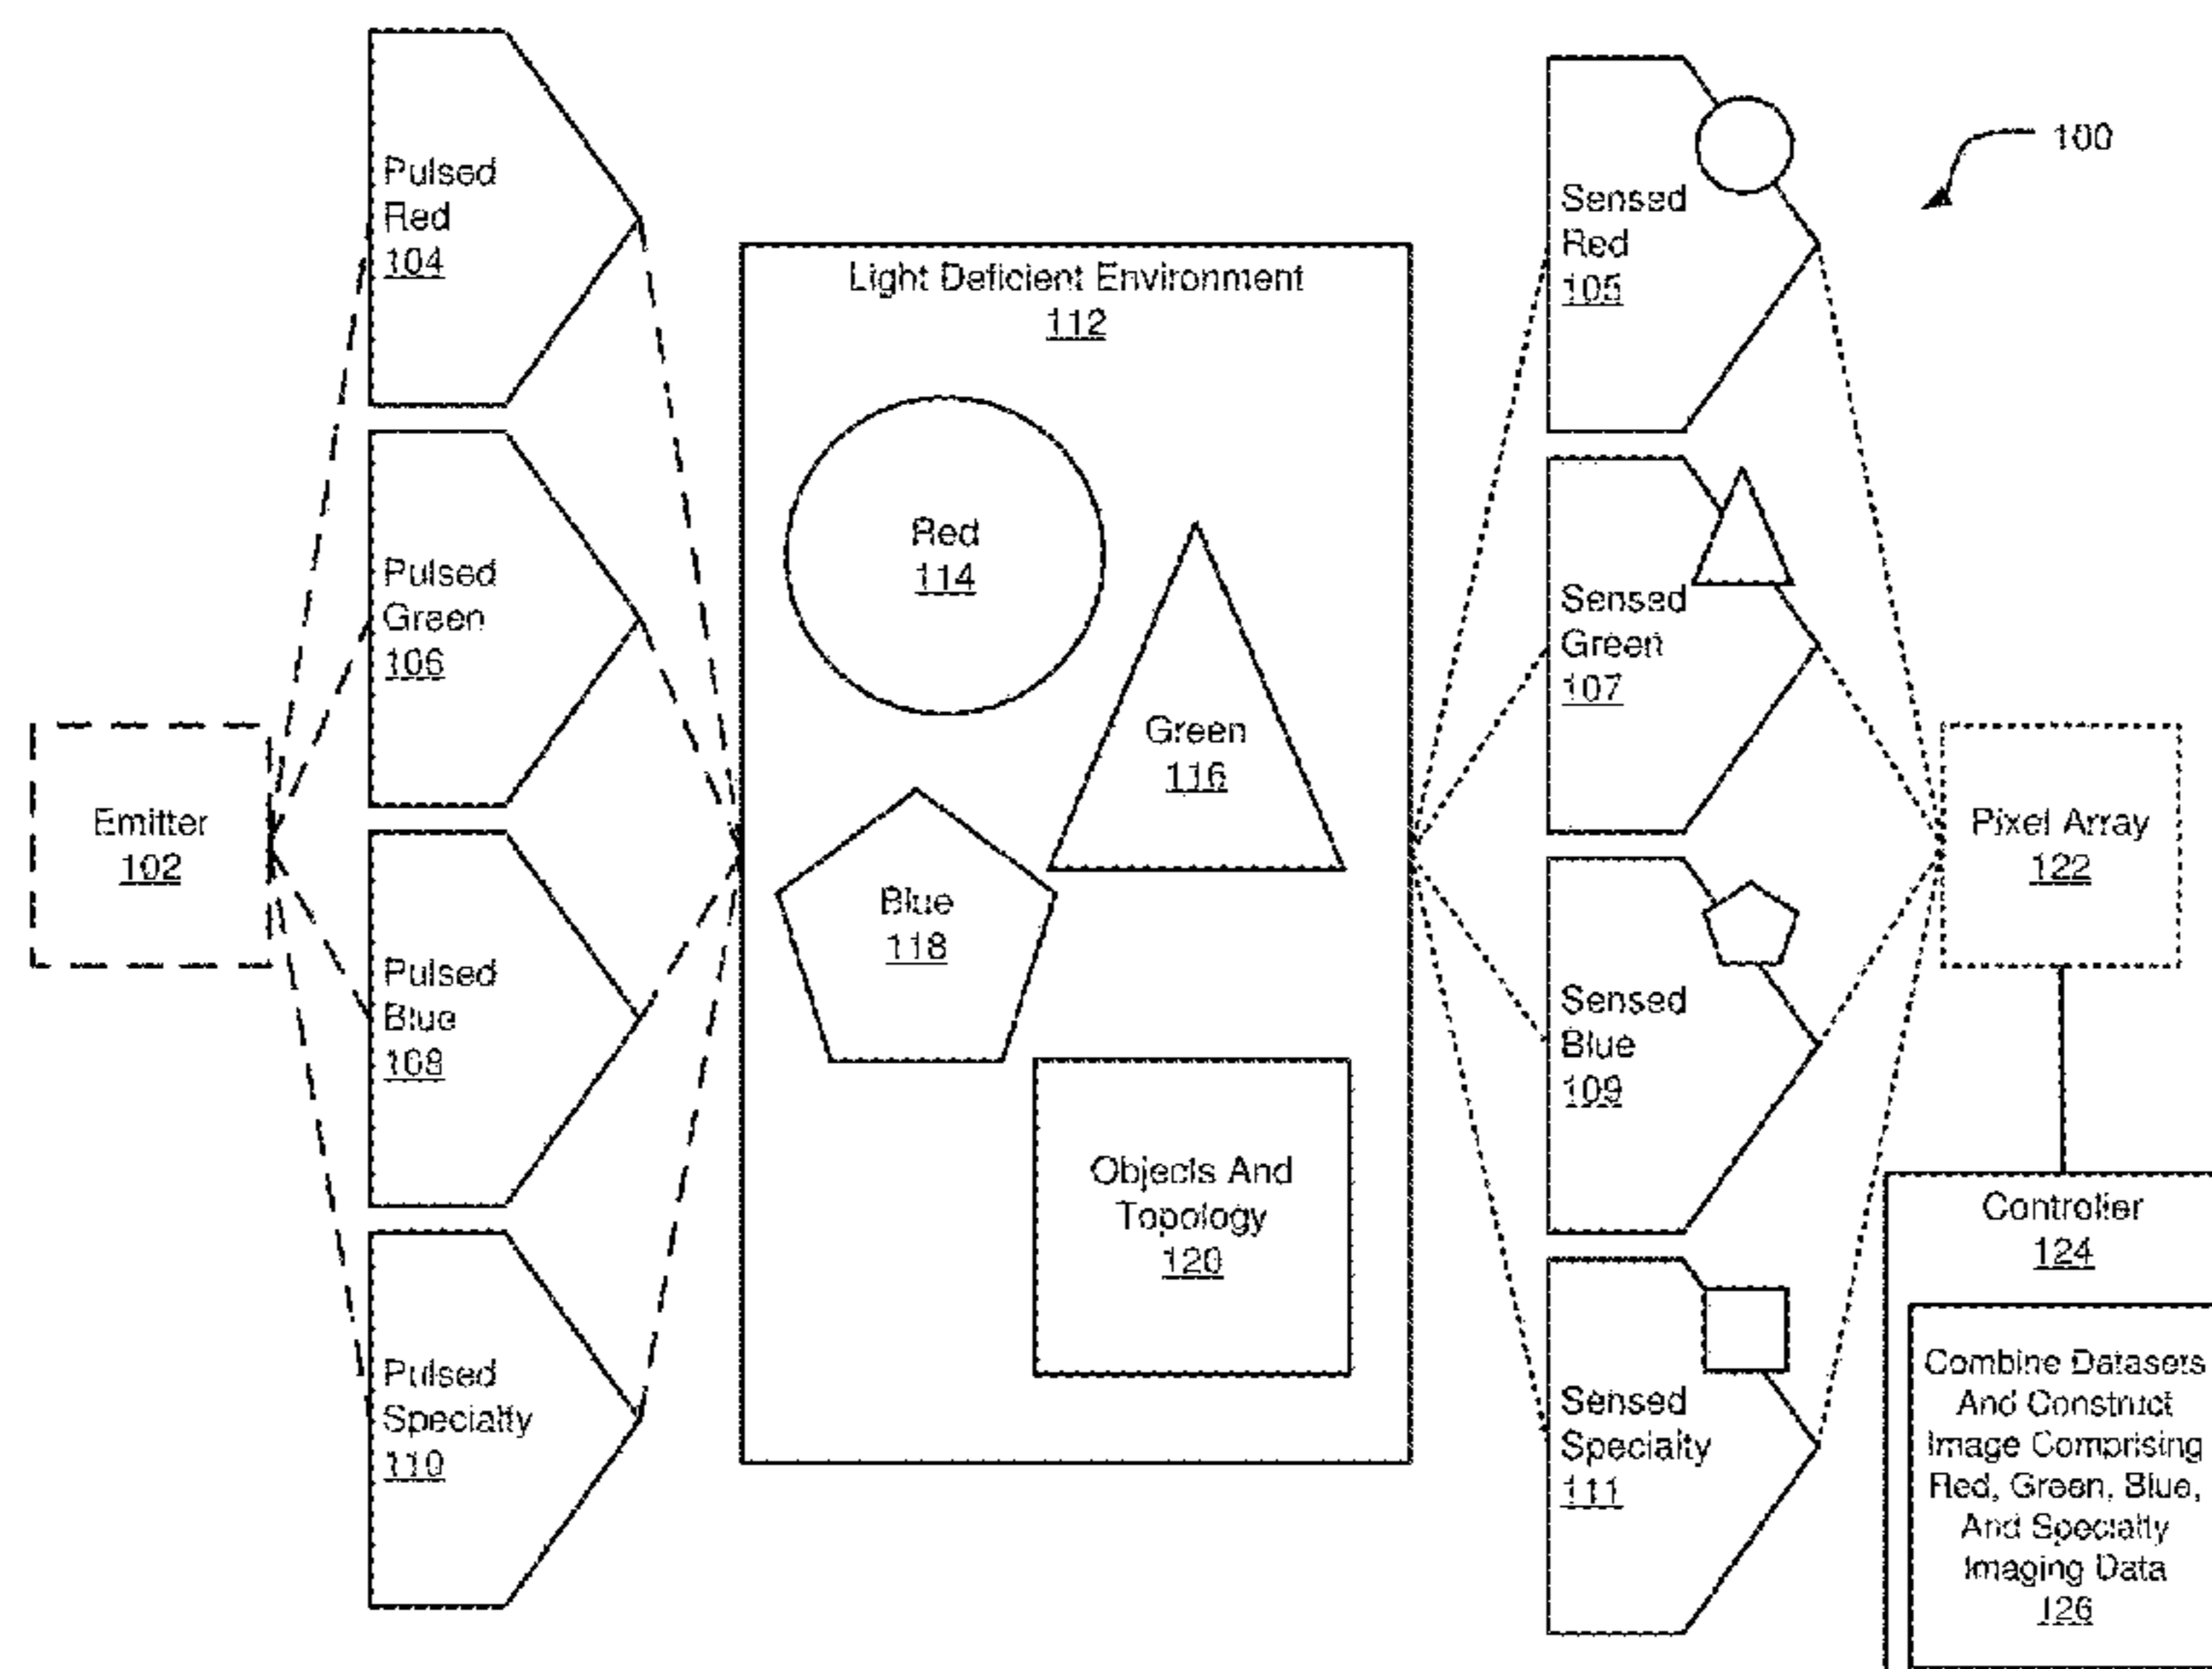 Pulsed
Red
104
Pulsed
Green
106
Emitter
102
Pulsed
Blue
108
Pulsed
Specialty
110
Light Deficient Environment
112
Red
114
Green
116
Blue
118
Objects And
Topology
120
Sensed
Red
105
Sensed
Green
107
Sensed
Blue
109
Sensed
Specialty
111
100
Pixel Array
122
Controller
124
Combine Datasets
And Construct
Image Comprising
Red, Green, Blue,
And Specialty
Imaging Data
126